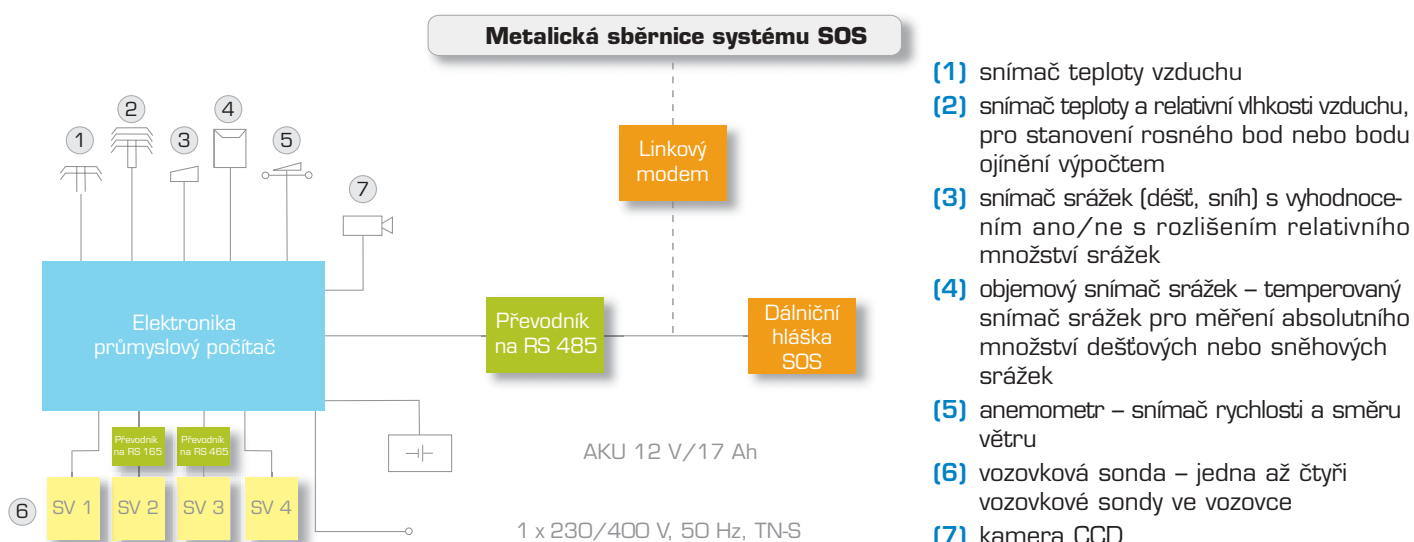 Metalická sběrnice systému SOS
1
2
3
4
5
7
Linkový
modem
Elektronika
průmyslový počítač
Převodník
na RS 485
Dálniční
hláška
SOS
Převodník
na RS 165
Převodník
na RS 465
AKU 12 V/17 Ah
6
SV 1
SV 2
SV 3
SV 4
1 x 230/400 V, 50 Hz, TN-S
(1) snímač teploty vzduchu
(2) snímač teploty a relativní vlhkosti vzduchu,
pro stanovení rosného bod nebo bodu
ojínění výpočtem
(3) snímač srážek (déšť, sníh) s vyhodnoce-
ním ano/ne s rozlišením relativního
množství srážek
(4) objemový snímač srážek – temperovaný
snímač srážek pro měření absolutního
množství dešťových nebo sněhových
srážek
(5) anemometr – snímač rychlosti a směru
větru
(6) vozovková sonda – jedna až čtyři
vozovkové sondy ve vozovce
(7) kamera CCD